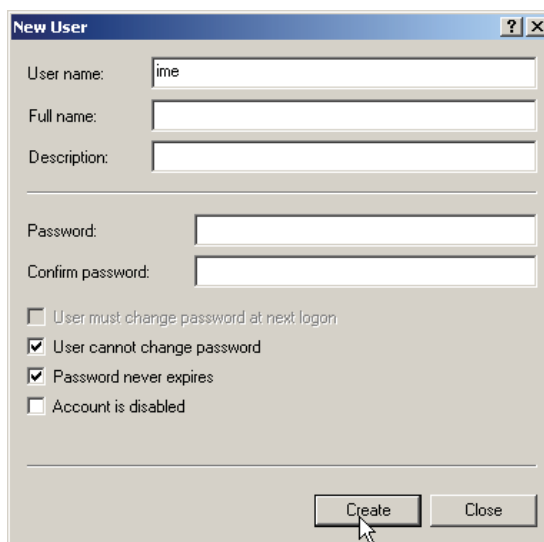 New User
User name: ime
Full name:
Description:
Password:
Confirm password:
User must change password at next logon
User cannot change password
Password never expires
Account is disabled
Create Close